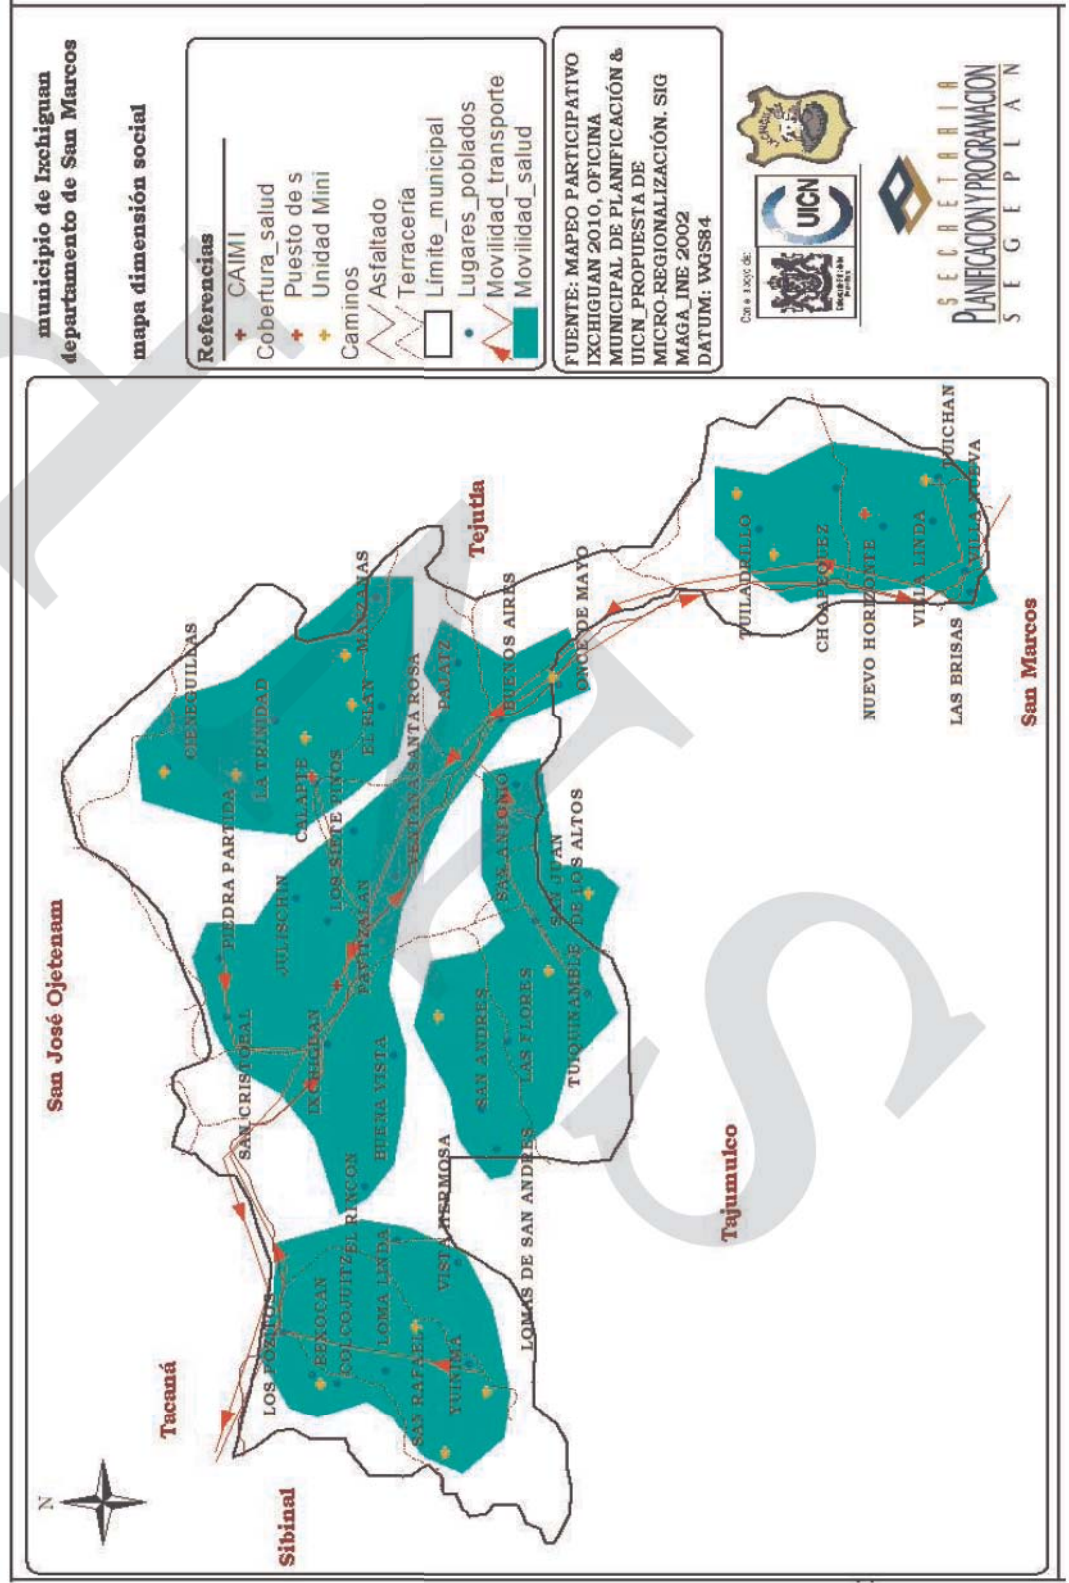 municipio de Ixchiguan
departamento de San Marcos
mapa dimensión social
Referencias
CAIMI
Cobertura_salud
Puesto de s
Unidad Mini
Caminos
Asfaltado
Terracería
Límite_municipal
Lugares_poblados
Movilidad_transporte
Movilidad_salud
FUENTE: MAPEO PARTICIPATIVO
IXCHIGUAN 2010, OFICINA
MUNICIPAL DE PLANIFICACIÓN &
UICN_PROPUESTA DE
MICRO-REGIONALIZACIÓN. SIG
MAGA_INE 2002
DATUM: WGS84
Con el apoyo de:
UICN
SECRETARIA
PLANIFICACION Y PROGRAMACION
SEGEPLAN
N
Sibinal
Tacaná
San José Ojetenam
Tejutla
Tajumulco
San Marcos
LOS POZITOS
BEXOCAN
COLCOJUITZ
EL RINCON
LOMA LINDA
SAN RAFAEL
YUINIMA
VISTA HERMOSA
LOMAS DE SAN ANDRES
SAN CRISTOBAL
PIEDRA PARTIDA
IXCHIGUAN
JULISCHIN
BUENA VISTA
PAVITZALAN
LOS SIETE PINOS
CALAPTE
LA TRINIDAD
CIENEGUILLAS
EL PLAN
MANZANAS
VENTANA
SANTA ROSA
PAJATZ
BUENOS AIRES
ONCE DE MAYO
SAN ANTONIO
SAN ANDRES
LAS FLORES
TUIQUINAMBLE
SAN JUAN
DE LOS ALTOS
TUILADRILLO
CHOAPEQUEZ
NUEVO HORIZONTE
VILLA LINDA
LAS BRISAS
VILLA NUEVA
TUICHAN